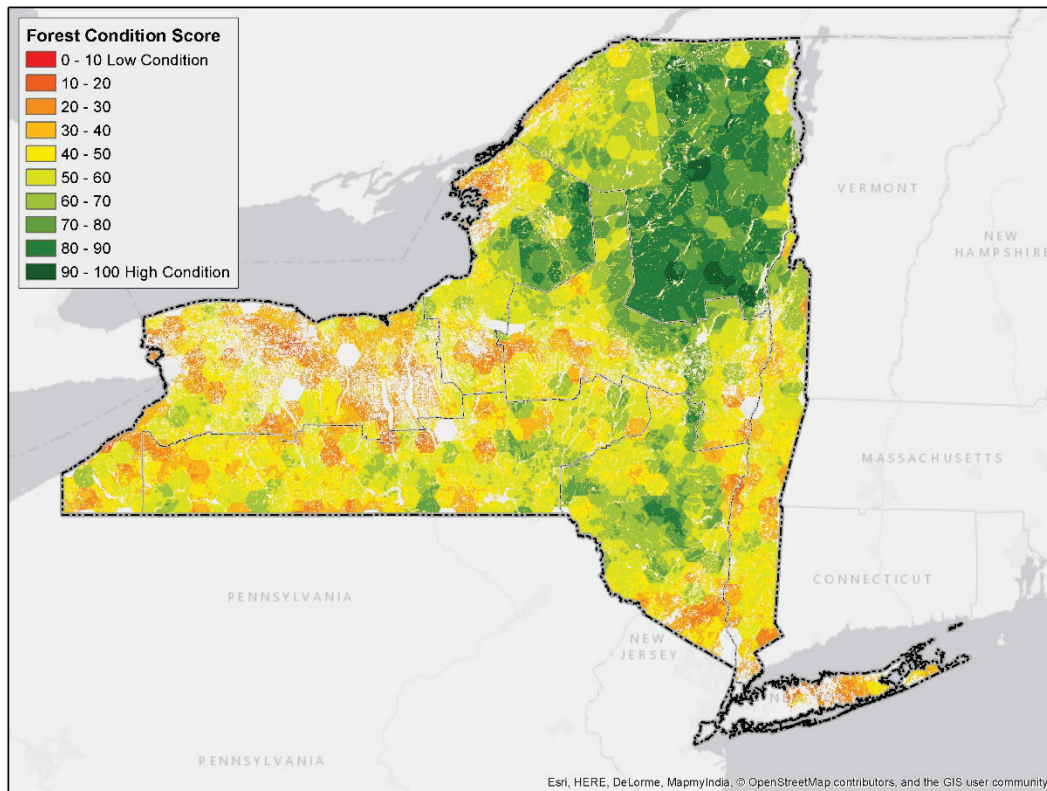 Forest Condition Score
0 - 10 Low Condition
10 - 20
20 - 30
30 - 40
40 - 50
50 - 60
60 - 70
70 - 80
80 - 90
90 - 100 High Condition
VERMONT
NEW
HAMPSHIRE
MASSACHUSETTS
CONNECTICUT
PENNSYLVANIA
NEW
JERSEY
PENNSYLVANIA
Esri, HERE, DeLorme, MapmyIndia, © OpenStreetMap contributors, and the GIS user community